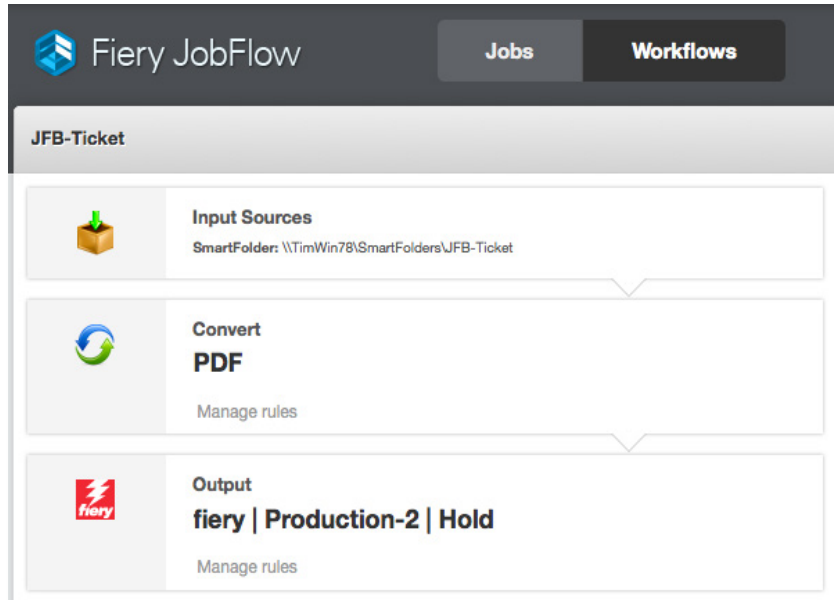 Fiery JobFlow
Jobs
Workflows
JFB-Ticket
Input Sources
SmartFolder: \\TimWin78\SmartFolders\JFB-Ticket
Convert
PDF
Manage rules
Output
fiery
fiery | Production-2 | Hold
Manage rules